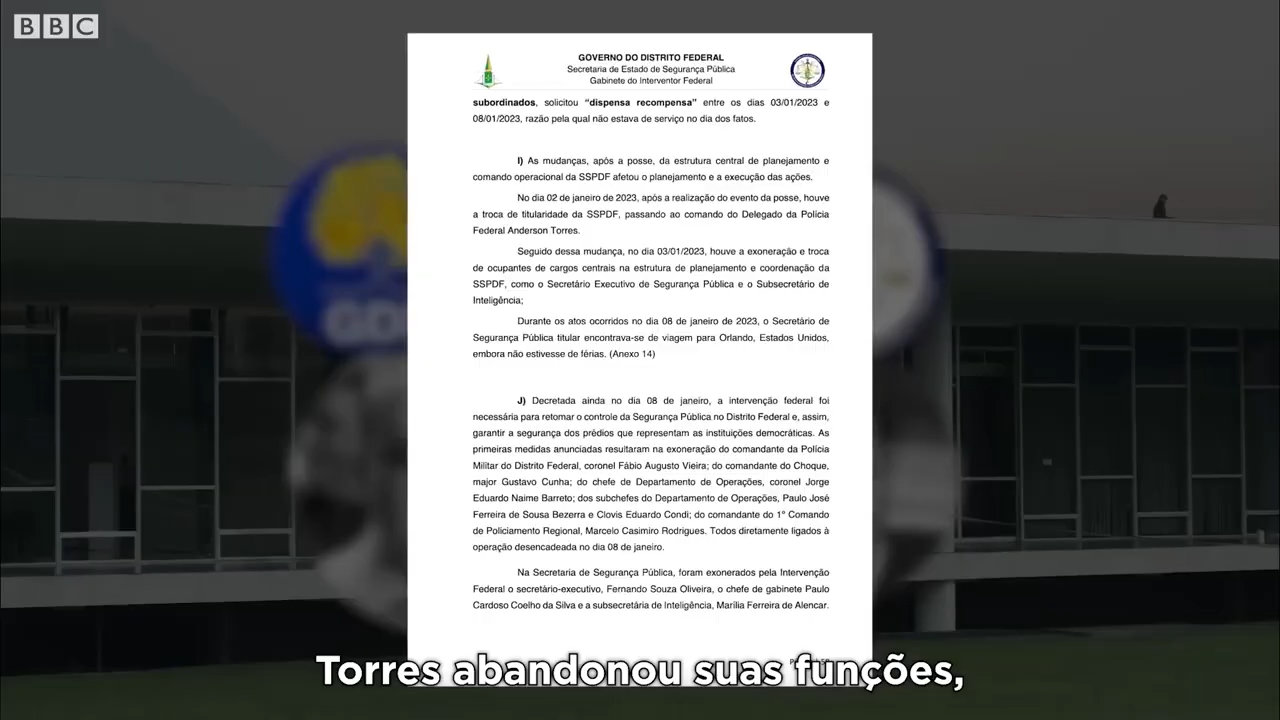 BBC
GOVERNO DO DISTRITO FEDERAL
Secretaria de Estado de Segurança Pública
Gabinete do Interventor Federal
subordinados, solicitou “dispensa recompensa” entre os dias 03/01/2023 e
08/01/2023, razão pela qual não estava de serviço no dia dos fatos.
I) As mudanças, após a posse, da estrutura central de planejamento e
comando operacional da SSPDF afetou o planejamento e a execução das ações.
No dia 02 de janeiro de 2023, após a realização do evento da posse, houve
a troca de titularidade da SSPDF, passando ao comando do Delegado da Polícia
Federal Anderson Torres.
Seguido dessa mudança, no dia 03/01/2023, houve a exoneração e troca
de ocupantes de cargos centrais na estrutura de planejamento e coordenação da
SSPDF, como o Secretário Executivo de Segurança Pública e o Subsecretário de
Inteligência;
Durante os atos ocorridos no dia 08 de janeiro de 2023, o Secretário de
Segurança Pública titular encontrava-se de viagem para Orlando, Estados Unidos,
embora não estivesse de férias. (Anexo 14)
J) Decretada ainda no dia 08 de janeiro, a intervenção federal foi
necessária para retomar o controle da Segurança Pública no Distrito Federal e, assim,
garantir a segurança dos prédios que representam as instituições democráticas. As
primeiras medidas anunciadas resultaram na exoneração do comandante da Polícia
Militar do Distrito Federal, coronel Fábio Augusto Vieira; do comandante do Choque,
major Gustavo Cunha; do chefe de Departamento de Operações, coronel Jorge
Eduardo Naime Barreto; dos subchefes do Departamento de Operações, Paulo José
Ferreira de Sousa Bezerra e Clovis Eduardo Condi; do comandante do 1º Comando
de Policiamento Regional, Marcelo Casimiro Rodrigues. Todos diretamente ligados à
operação desencadeada no dia 08 de janeiro.
Na Secretaria de Segurança Pública, foram exonerados pela Intervenção
Federal o secretário-executivo, Fernando Souza Oliveira, o chefe de gabinete Paulo
Cardoso Coelho da Silva e a subsecretária de Inteligência, Marília Ferreira de Alencar.
Torres abandonou suas funções,